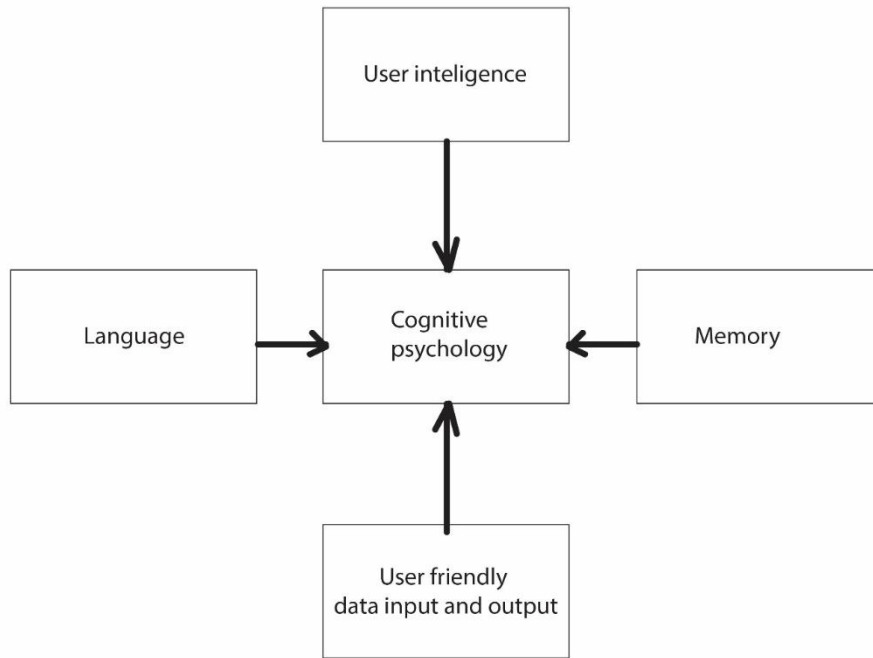 User inteligence
Language
Cognitive
psychology
Memory
User friendly
data input and output